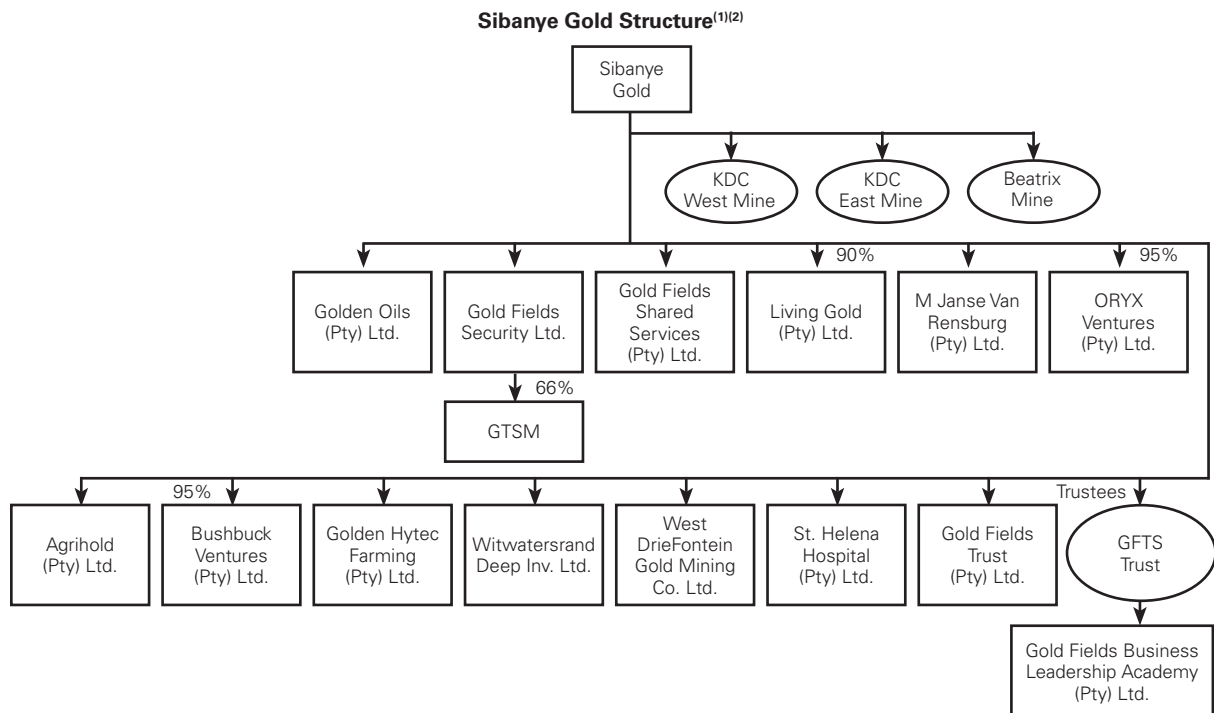 Sibanye Gold Structure(1)(2)
Sibanye
Gold
KDC
West Mine
KDC
East Mine
Beatrix
Mine
90%
95%
Golden Oils
(Pty) Ltd.
Gold Fields
Security Ltd.
Gold Fields
Shared
Services
(Pty) Ltd.
Living Gold
(Pty) Ltd.
M Janse Van
Rensburg
(Pty) Ltd.
ORYX
Ventures
(Pty) Ltd.
66%
GTSM
95%
Trustees
Agrihold
(Pty) Ltd.
Bushbuck
Ventures
(Pty) Ltd.
Golden Hytec
Farming
(Pty) Ltd.
Witwatersrand
Deep Inv. Ltd.
West
DrieFontein
Gold Mining
Co. Ltd.
St. Helena
Hospital
(Pty) Ltd.
Gold Fields
Trust
(Pty) Ltd.
GFTS
Trust
Gold Fields Business
Leadership Academy
(Pty) Ltd.